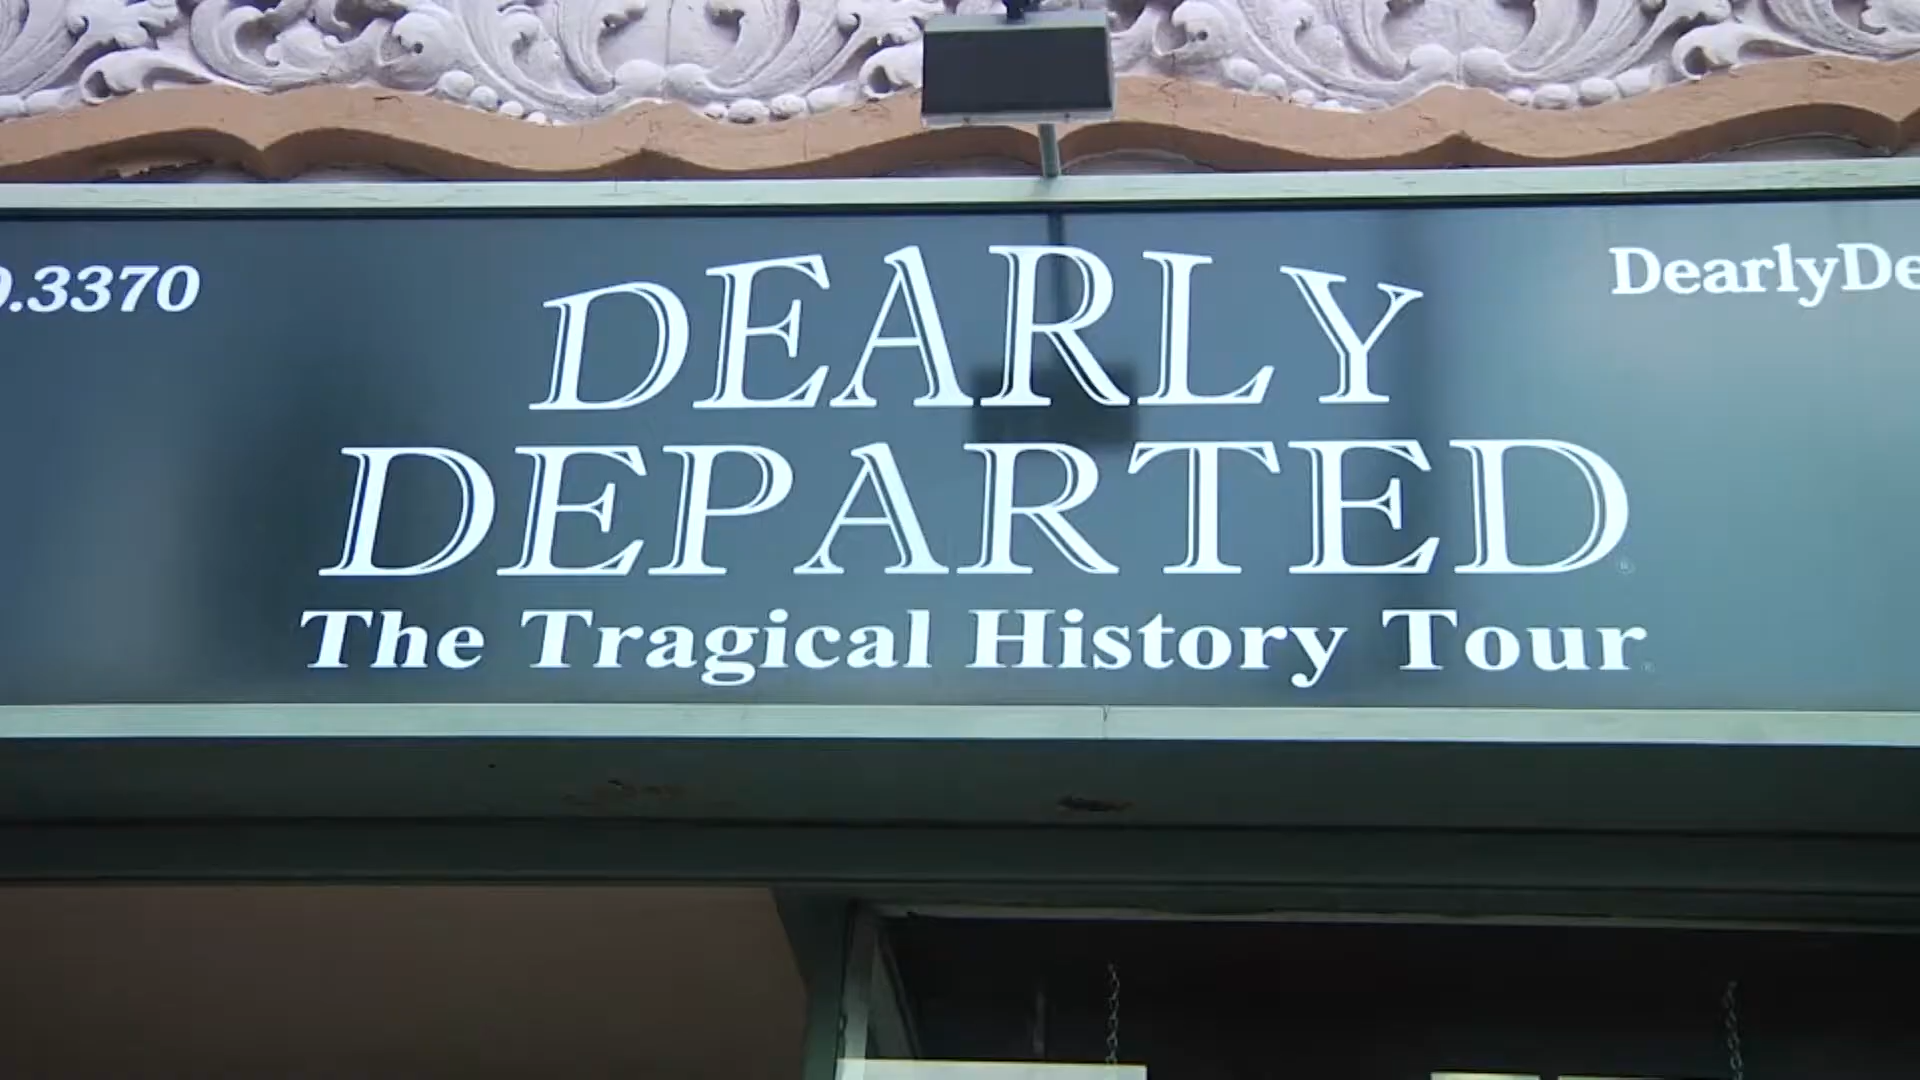 .3370
DEARLY
DearlyDe
DEPARTED®
The Tragical History Tour